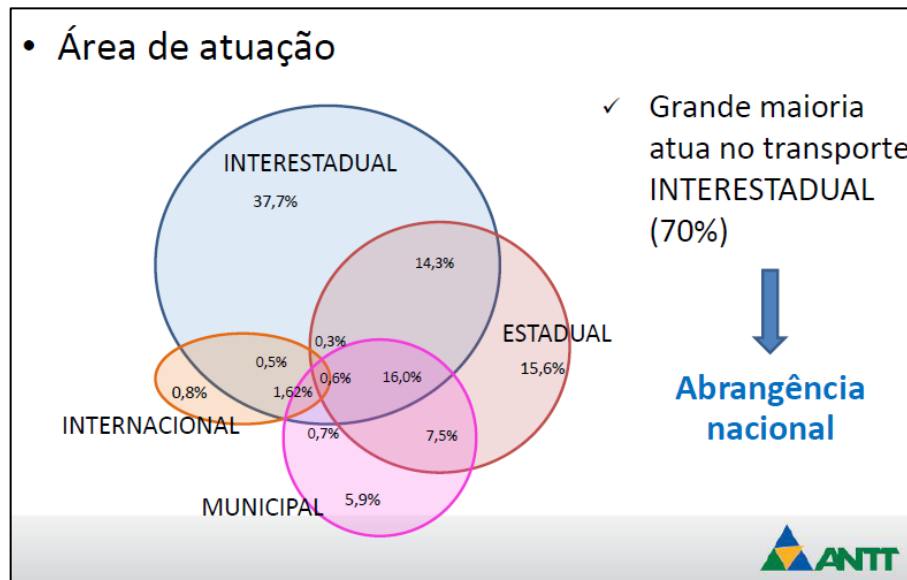 • Área de atuação
INTERESTADUAL
37,7%
14,3%
0,3%
ESTADUAL
15,6%
0,5%
0,6%
16,0%
0,8%
1,62%
INTERNACIONAL
0,7%
7,5%
5,9%
MUNICIPAL
✓ Grande maioria
atua no transporte
INTERESTADUAL
(70%)
Abrangência
nacional
ANTT